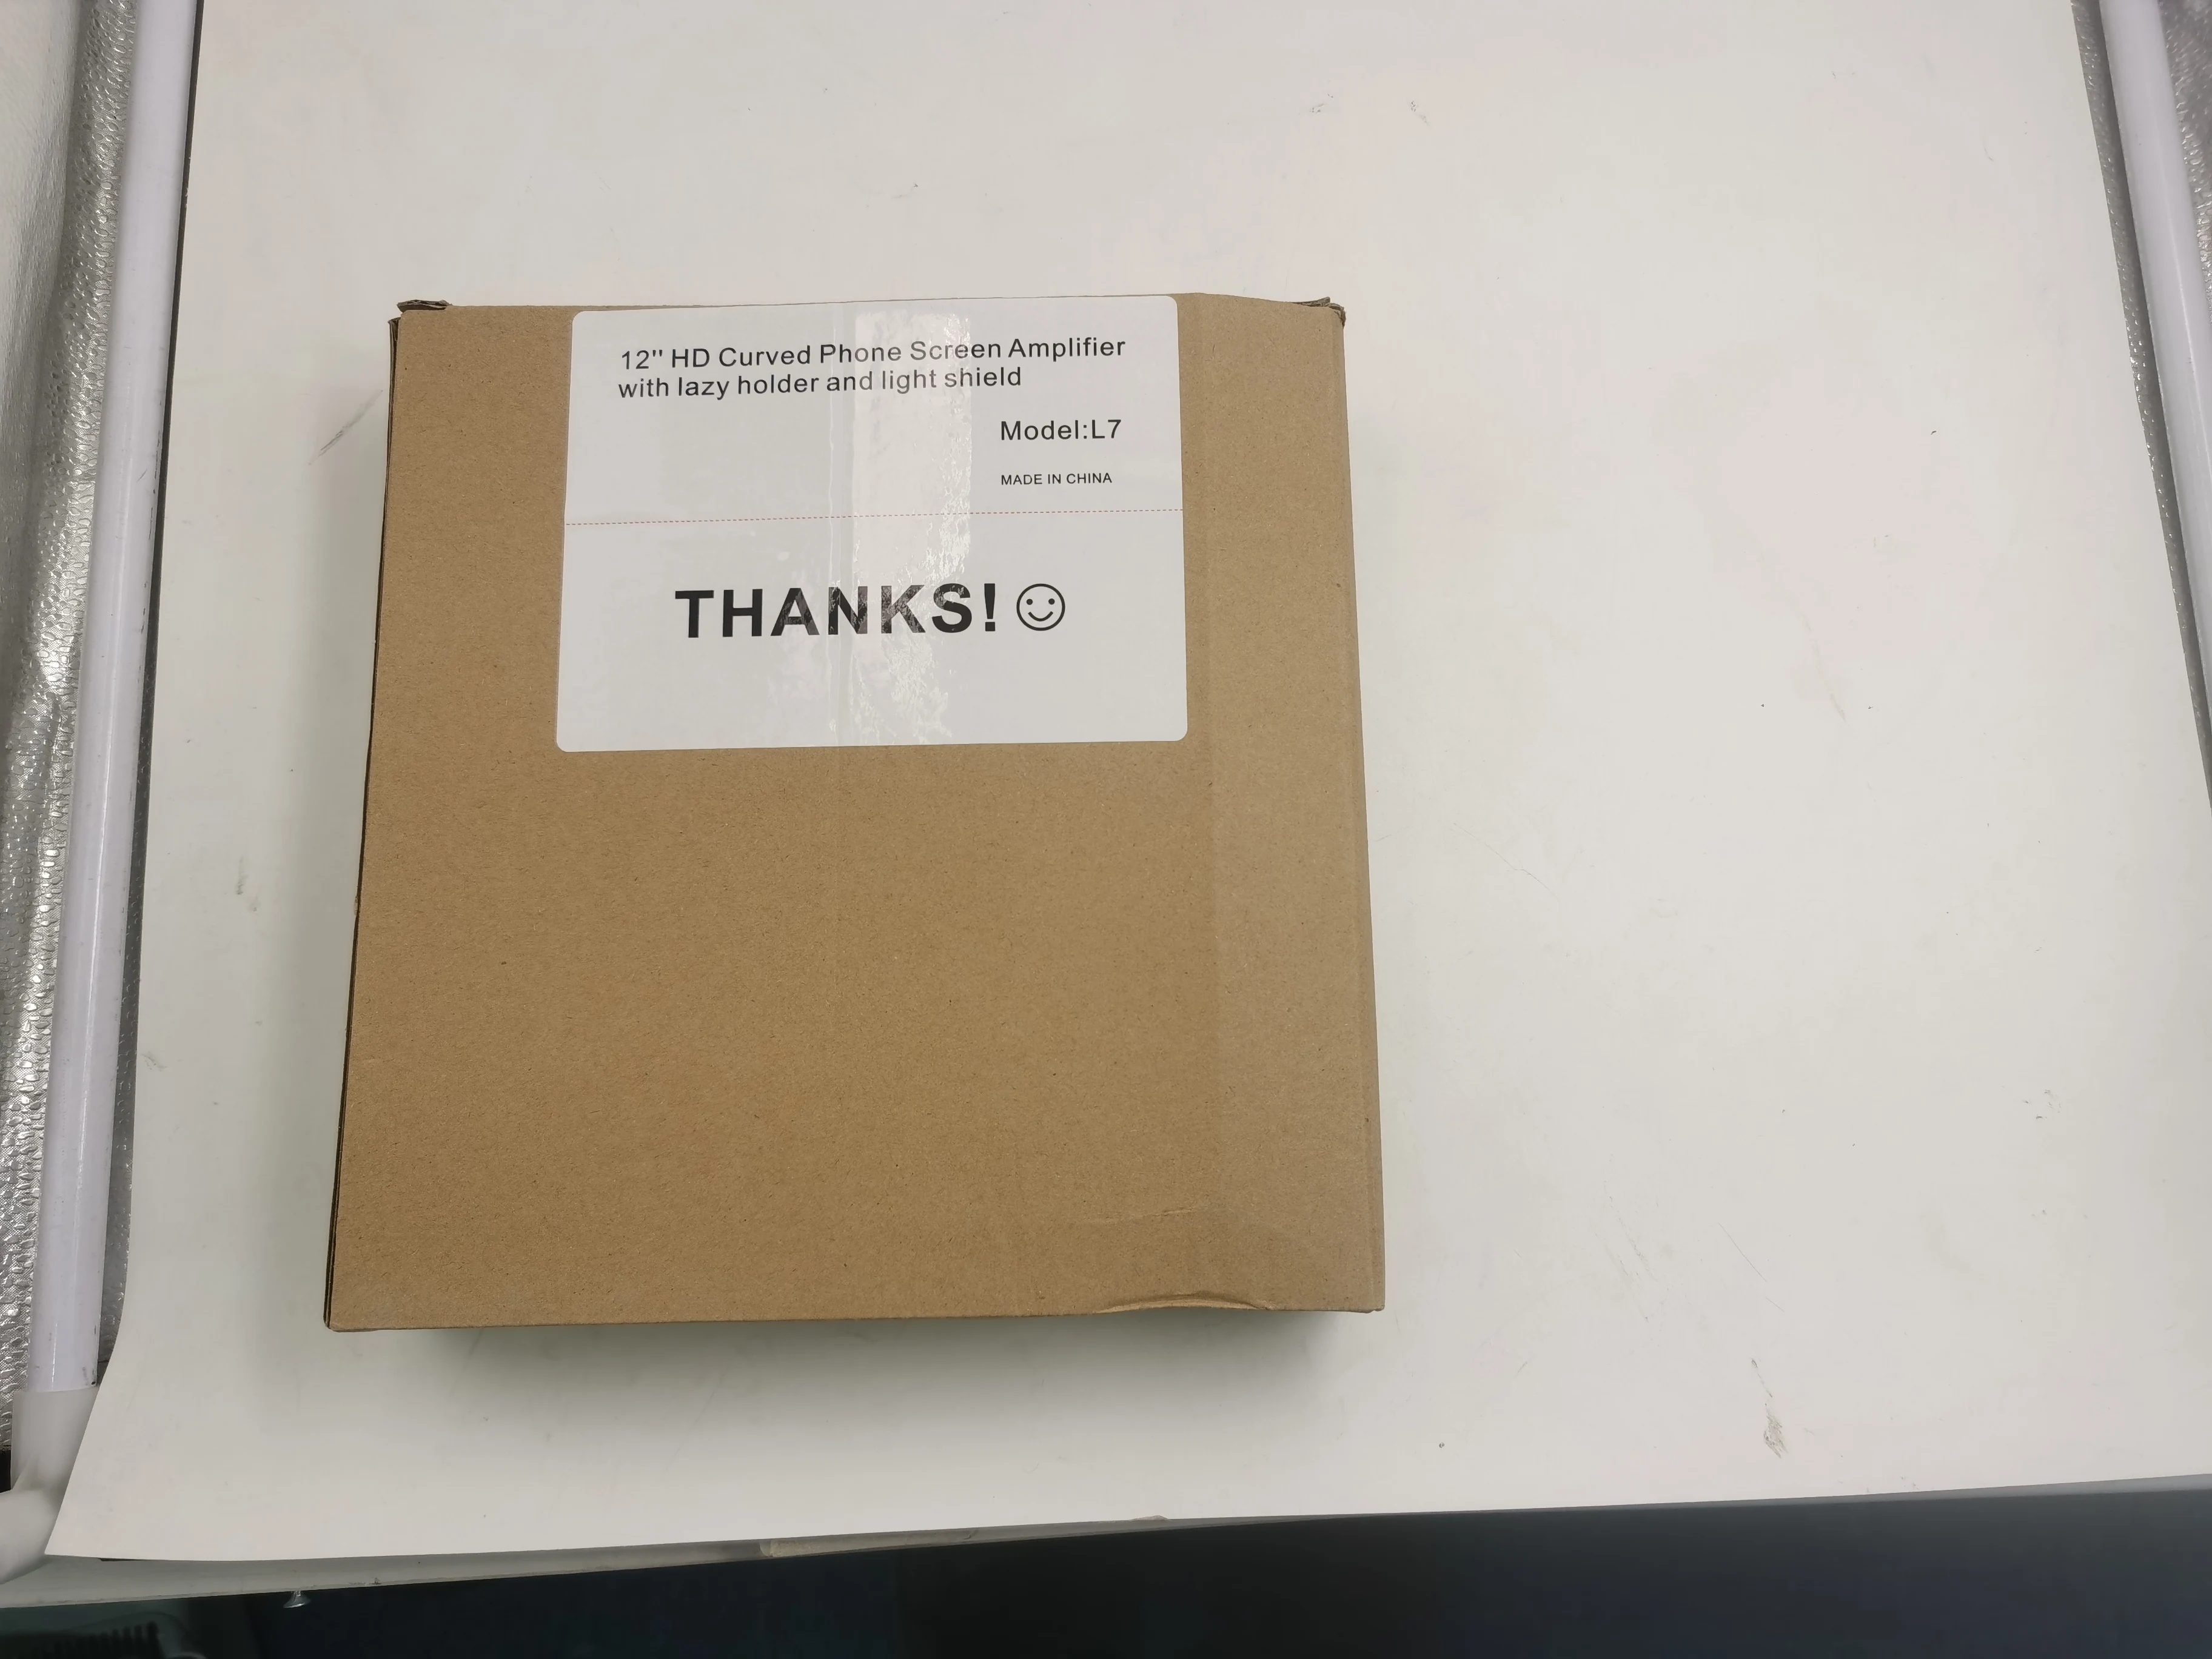 12'' HD Curved Phone Screen Amplifier
with lazy holder and light shield
Model:L7
MADE IN CHINA
THANKS!☺